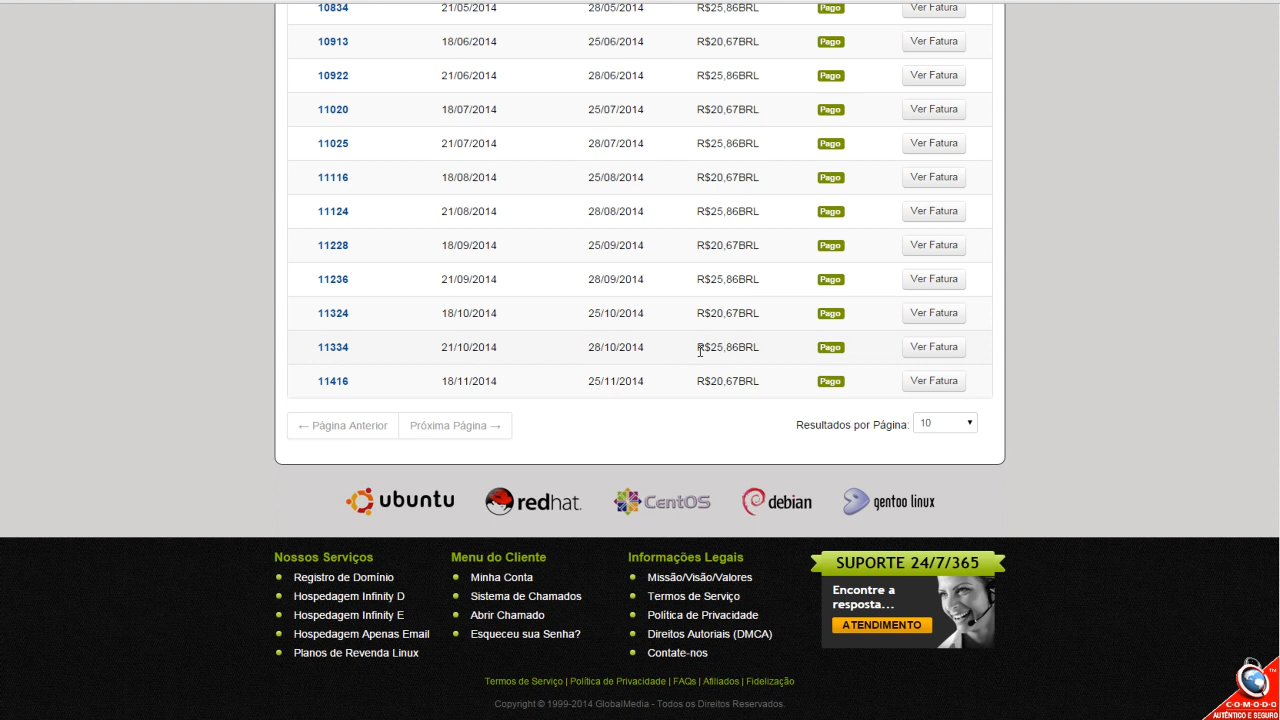 10834 21/05/2014 28/05/2014 R$25,86BRL Pago Ver Fatura
10913 18/06/2014 25/06/2014 R$20,67BRL Pago Ver Fatura
10922 21/06/2014 28/06/2014 R$25,86BRL Pago Ver Fatura
11020 18/07/2014 25/07/2014 R$20,67BRL Pago Ver Fatura
11025 21/07/2014 28/07/2014 R$25,86BRL Pago Ver Fatura
11116 18/08/2014 25/08/2014 R$20,67BRL Pago Ver Fatura
11124 21/08/2014 28/08/2014 R$25,86BRL Pago Ver Fatura
11228 18/09/2014 25/09/2014 R$20,67BRL Pago Ver Fatura
11236 21/09/2014 28/09/2014 R$25,86BRL Pago Ver Fatura
11324 18/10/2014 25/10/2014 R$20,67BRL Pago Ver Fatura
11334 21/10/2014 28/10/2014 R$25,86BRL Pago Ver Fatura
11416 18/11/2014 25/11/2014 R$20,67BRL Pago Ver Fatura
← Página Anterior Próxima Página → Resultados por Página: 10
ubuntu redhat. CentOS debian gentoo linux
Nossos Serviços
Registro de Domínio
Hospedagem Infinity D
Hospedagem Infinity E
Hospedagem Apenas Email
Planos de Revenda Linux
Menu do Cliente
Minha Conta
Sistema de Chamados
Abrir Chamado
Esqueceu sua Senha?
Informações Legais
Missão/Visão/Valores
Termos de Serviço
Política de Privacidade
Direitos Autoriais (DMCA)
Contate-nos
SUPORTE 24/7/365
Encontre a
resposta...
ATENDIMENTO
Termos de Serviço | Política de Privacidade | FAQs | Afiliados | Fidelização
Copyright © 1999-2014 GlobalMedia - Todos os Direitos Reservados.
TM
C·O·M·O·D·O
AUTÊNTICO E SEGURO